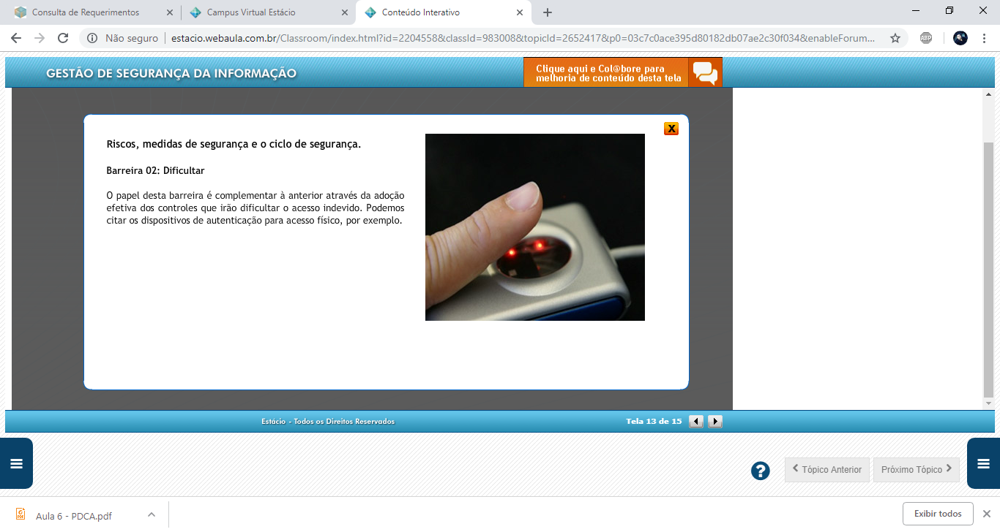 Consulta de Requerimentos
Campus Virtual Estácio
Conteúdo Interativo
Não seguro
estacio.webaula.com.br/Classroom/index.html?id=2204558&classId=983008&topicId=2652417&p0=03c7c0ace395d80182db07ae2c30f034&enableForum...
ABP
GESTÃO DE SEGURANÇA DA INFORMAÇÃO
Clique aqui e Col@bore para
melhoria de conteúdo desta tela
X
Riscos, medidas de segurança e o ciclo de segurança.
Barreira 02: Dificultar
O papel desta barreira é complementar à anterior através da adoção
efetiva dos controles que irão dificultar o acesso indevido. Podemos
citar os dispositivos de autenticação para acesso físico, por exemplo.
Estácio - Todos os Direitos Reservados
Tela 13 de 15
?
Tópico Anterior
Próximo Tópico
Aula 6 - PDCA.pdf
Exibir todos